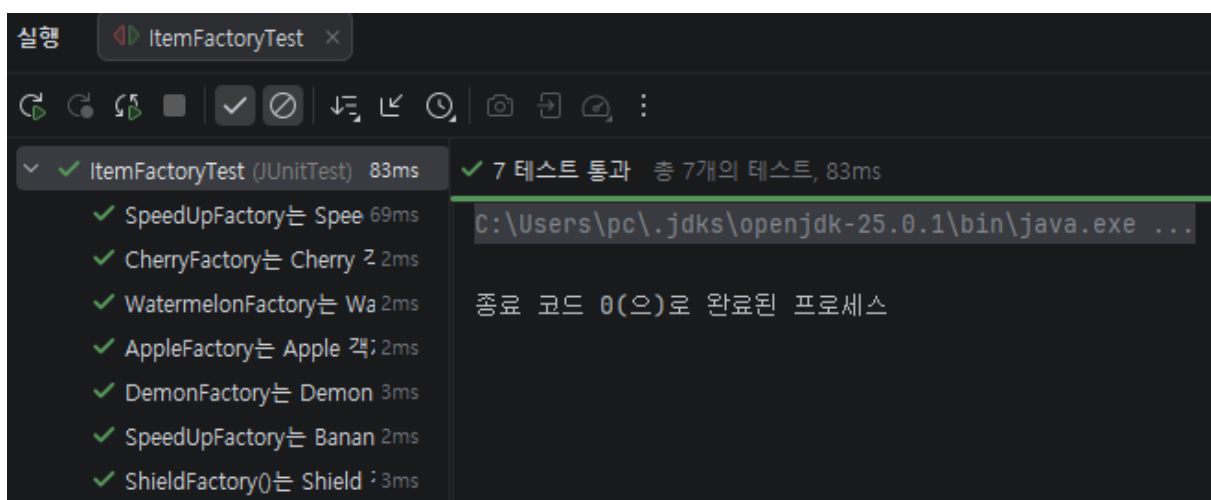 실행 ItemFactoryTest
ItemFactoryTest (JUnitTest) 83ms
✓ 7 테스트 통과 총 7개의 테스트, 83ms
SpeedUpFactory는 Spee 69ms
C:\Users\pc\.jdks\openjdk-25.0.1\bin\java.exe ...
CherryFactory는 Cherry 2ms
WatermelonFactory는 Wa 2ms
종료 코드 0(으)로 완료된 프로세스
AppleFactory는 Apple 2ms
DemonFactory는 Demon 3ms
SpeedUpFactory는 Banan 2ms
ShieldFactory()는 Shield 3ms